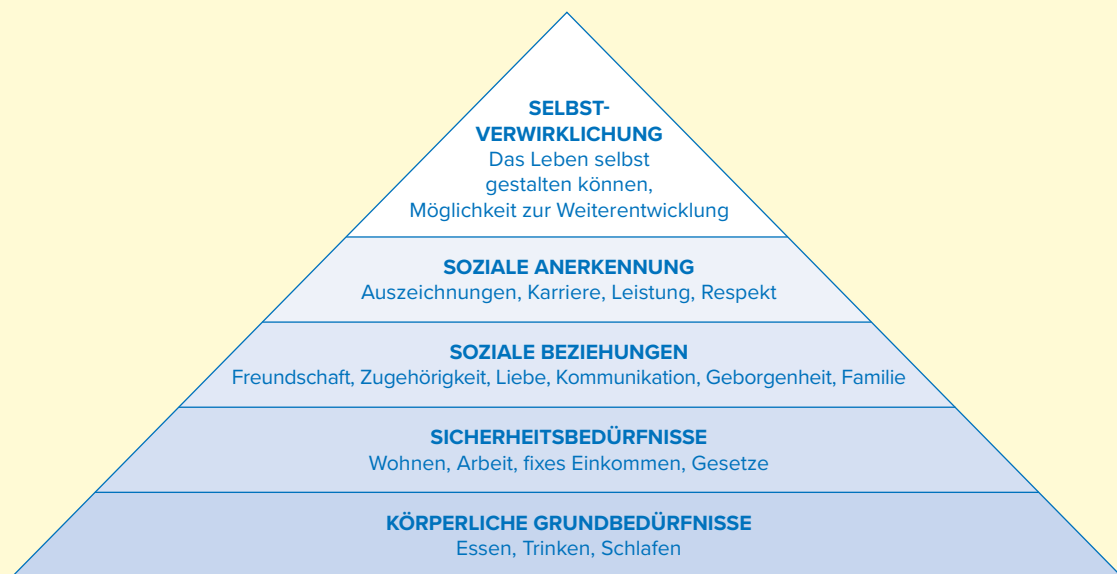 SELBST-
VERWIRKLICHUNG
Das Leben selbst
gestalten können,
Möglichkeit zur Weiterentwicklung
SOZIALE ANERKENNUNG
Auszeichnungen, Karriere, Leistung, Respekt
SOZIALE BEZIEHUNGEN
Freundschaft, Zugehörigkeit, Liebe, Kommunikation, Geborgenheit, Familie
SICHERHEITSBEDÜRFNISSE
Wohnen, Arbeit, fixes Einkommen, Gesetze
KÖRPERLICHE GRUNDBEDÜRFNISSE
Essen, Trinken, Schlafen